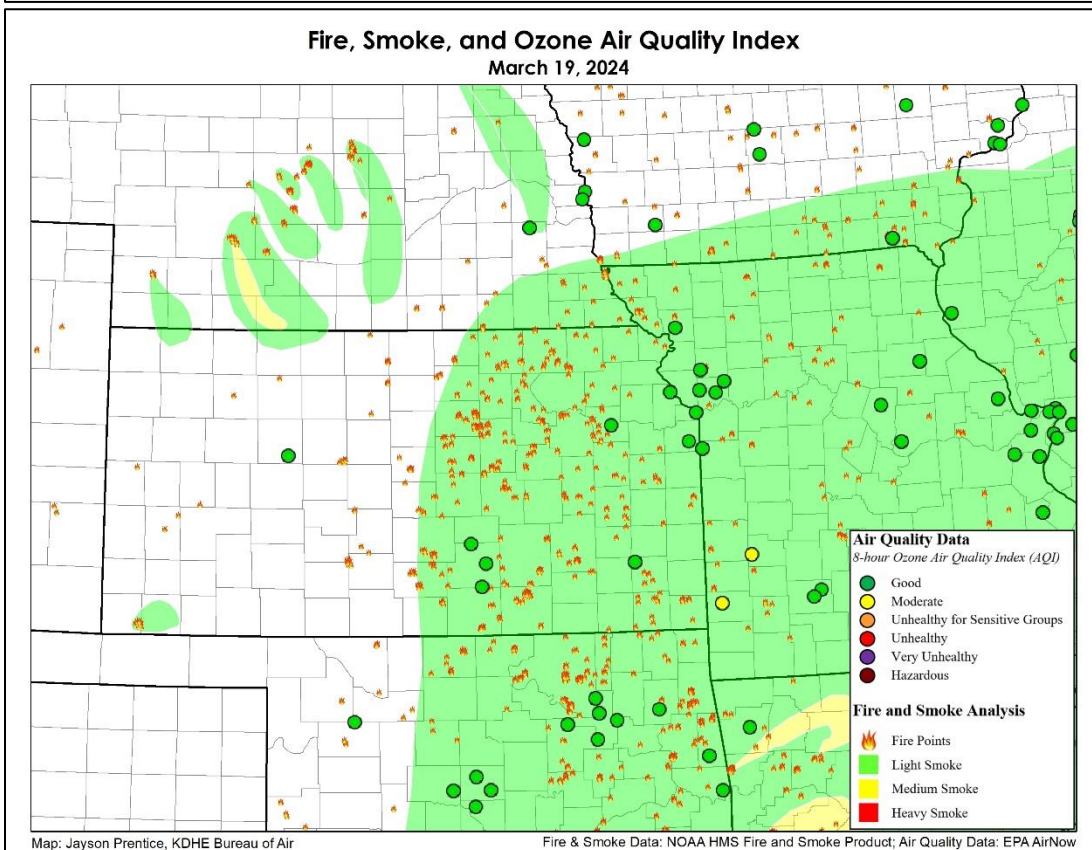 Fire, Smoke, and Ozone Air Quality Index
March 19, 2024
Air Quality Data
8-hour Ozone Air Quality Index (AQI)
Good
Moderate
Unhealthy for Sensitive Groups
Unhealthy
Very Unhealthy
Hazardous
Fire and Smoke Analysis
Fire Points
Light Smoke
Medium Smoke
Heavy Smoke
Map: Jayson Prentice, KDHE Bureau of Air
Fire & Smoke Data: NOAA HMS Fire and Smoke Product; Air Quality Data: EPA AirNow